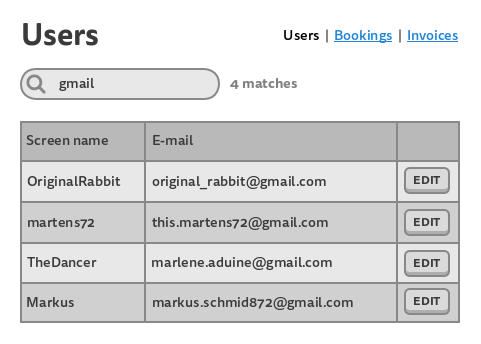 Users
Users | Bookings | Invoices
gmail
4 matches
Screen name E-mail
OriginalRabbit original_rabbit@gmail.com EDIT
martens72 this.martens72@gmail.com EDIT
TheDancer marlene.aduine@gmail.com EDIT
Markus markus.schmid872@gmail.com EDIT